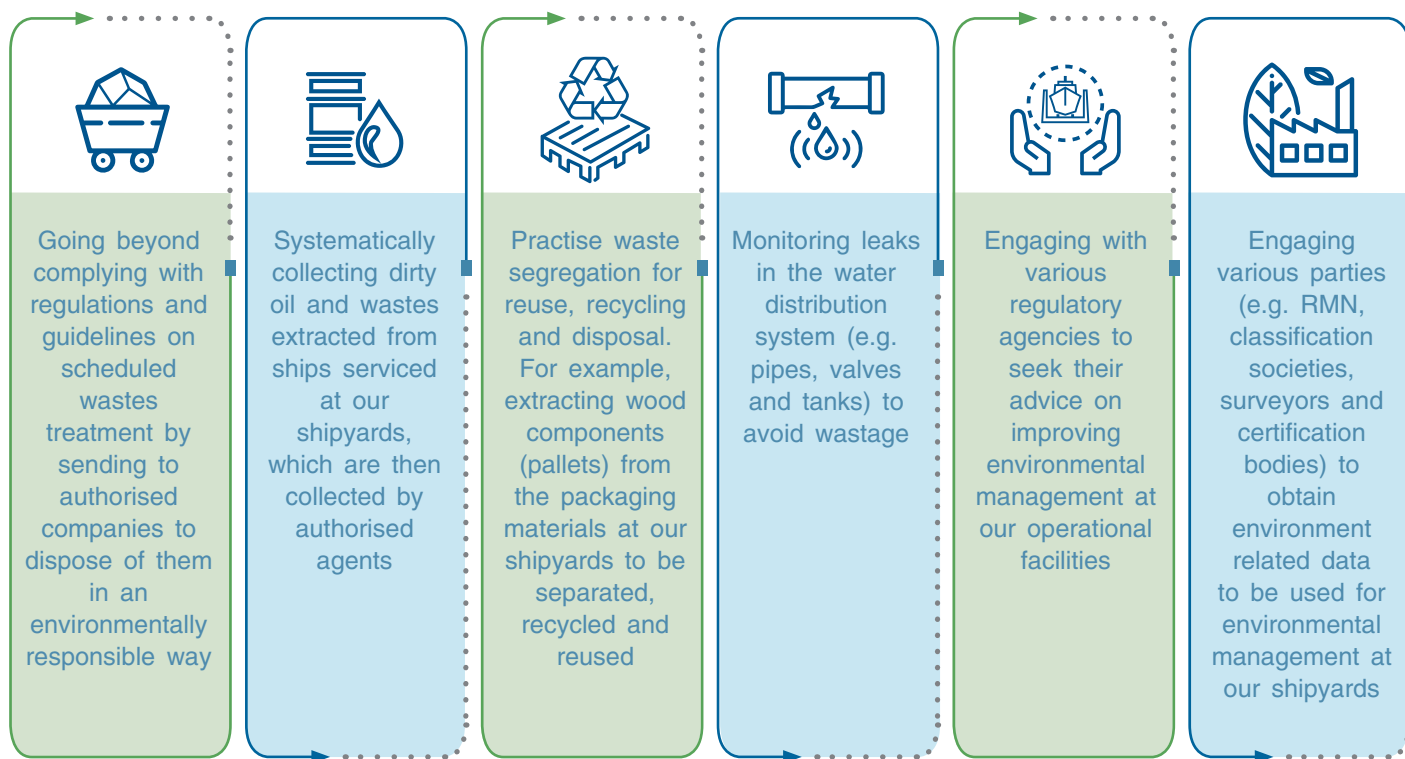 Going beyond
complying with
regulations and
guidelines on
scheduled
wastes
treatment by
sending to
authorised
companies to
dispose of them
in an
environmentally
responsible way
Systematically
collecting dirty
oil and wastes
extracted from
ships serviced
at our
shipyards,
which are then
collected by
authorised
agents
Practise waste
segregation for
reuse, recycling
and disposal.
For example,
extracting wood
components
(pallets) from
the packaging
materials at our
shipyards to be
separated,
recycled and
reused
Monitoring leaks
in the water
distribution
system (e.g.
pipes, valves
and tanks) to
avoid wastage
Engaging with
various
regulatory
agencies to
seek their
advice on
improving
environmental
management at
our operational
facilities
Engaging
various parties
(e.g. RMN,
classification
societies,
surveyors and
certification
bodies) to
obtain
environment
related data
to be used for
environmental
management at
our shipyards